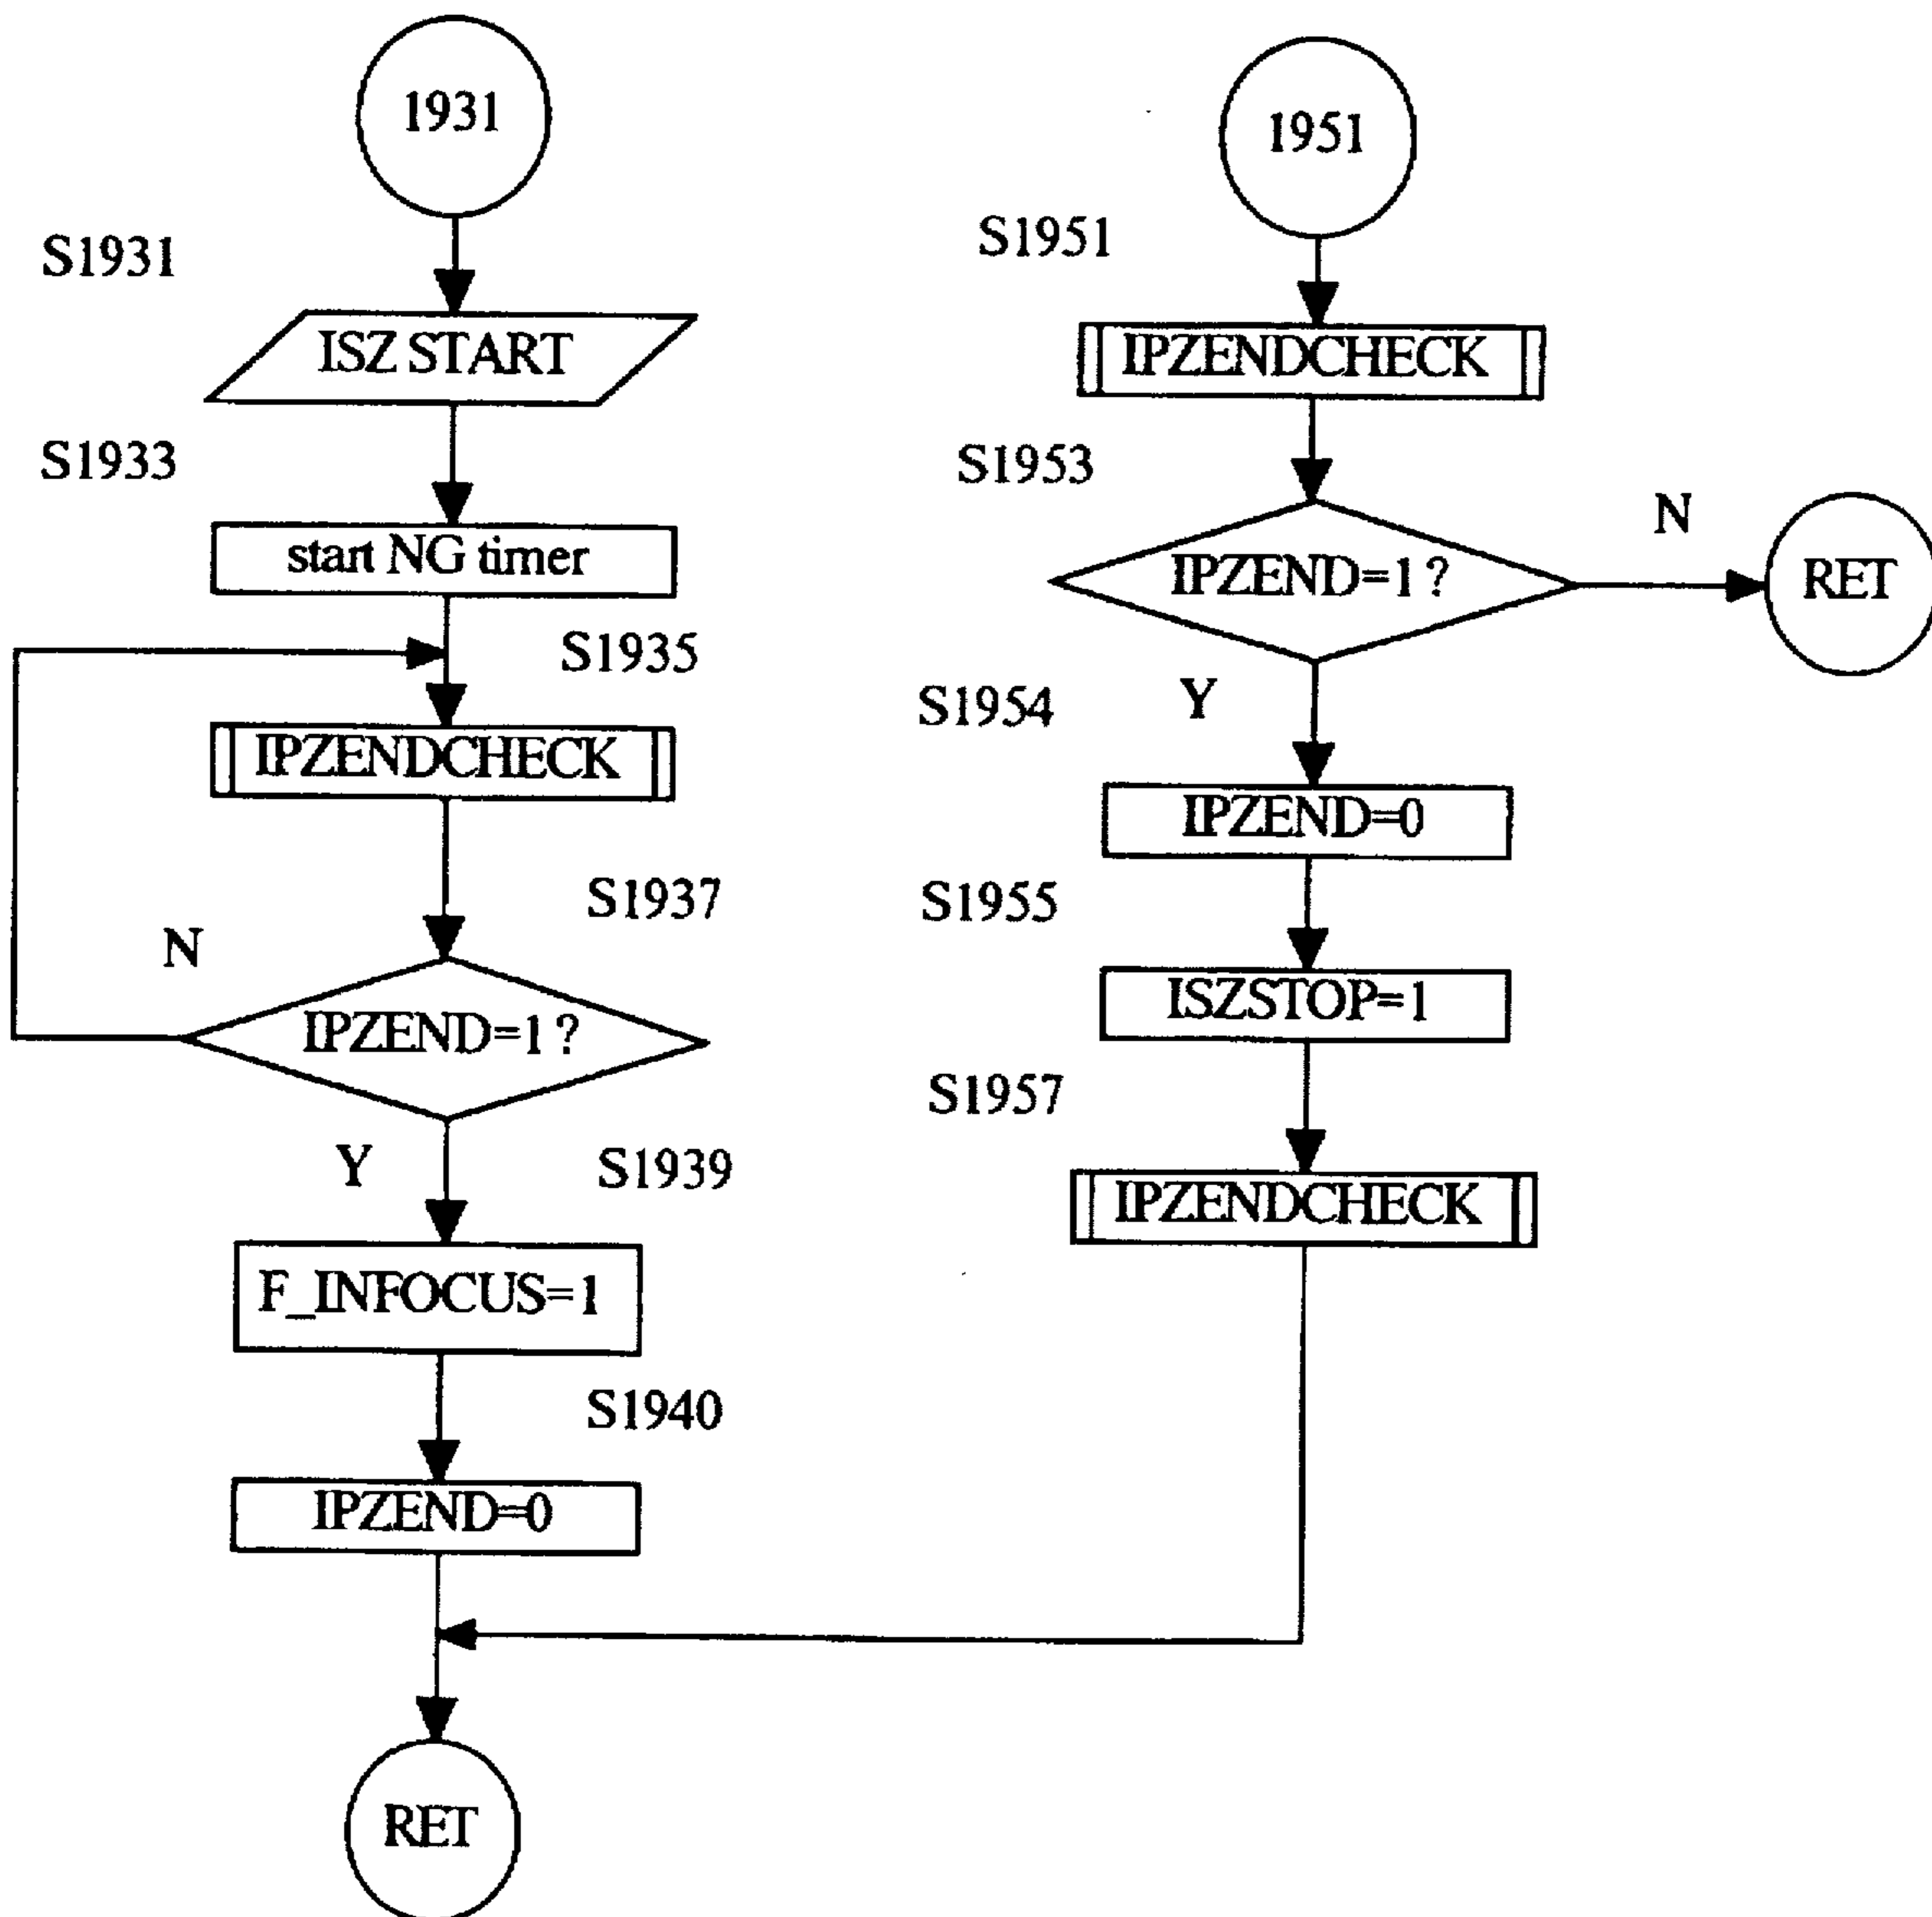 1931
S1931
ISZ START
S1933
start NG timer
S1935
IPZENDCHECK
S1937
N
IPZEND=1 ?
Y
S1939
F_INFOCUS=1
S1940
IPZEND=0
RET
1951
S1951
IPZENDCHECK
S1953
N
IPZEND=1 ?
RET
S1954
Y
IPZEND=0
S1955
ISZSTOP=1
S1957
IPZENDCHECK